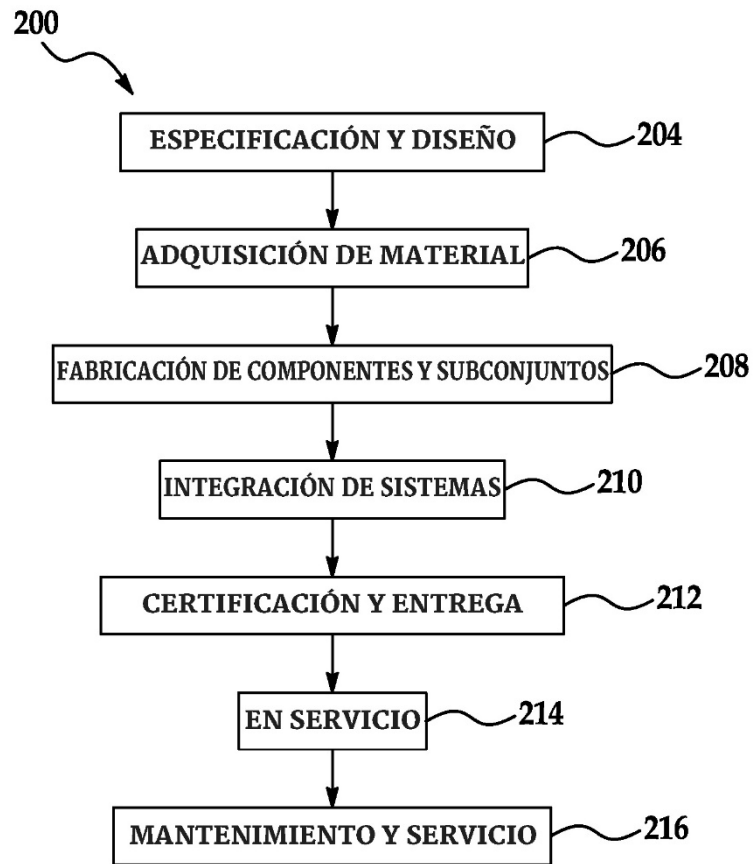 200
ESPECIFICACIÓN Y DISEÑO 204
ADQUISICIÓN DE MATERIAL 206
FABRICACIÓN DE COMPONENTES Y SUBCONJUNTOS 208
INTEGRACIÓN DE SISTEMAS 210
CERTIFICACIÓN Y ENTREGA 212
EN SERVICIO 214
MANTENIMIENTO Y SERVICIO 216